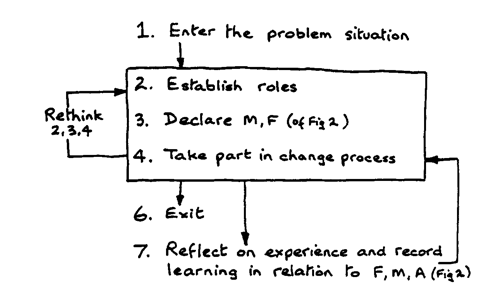 1. Enter the problem situation
2. Establish roles
3. Declare M, F (of Fig 2)
4. Take part in change process
Rethink
2,3,4
6. Exit
7. Reflect on experience and record
learning in relation to F, M, A (Fig 2)